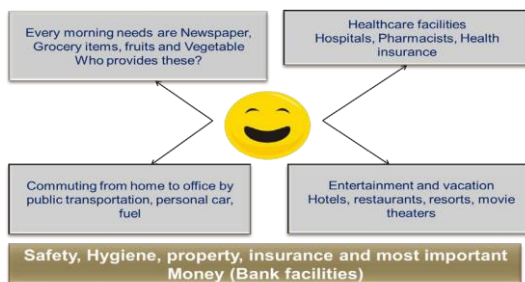 Every morning needs are Newspaper,
Grocery items, fruits and Vegetable
Who provides these?
Healthcare facilities
Hospitals, Pharmacists, Health
insurance
Commuting from home to office by
public transportation, personal car,
fuel
Entertainment and vacation
Hotels, restaurants, resorts, movie
theaters
Safety, Hygiene, property, insurance and most important
Money (Bank facilities)